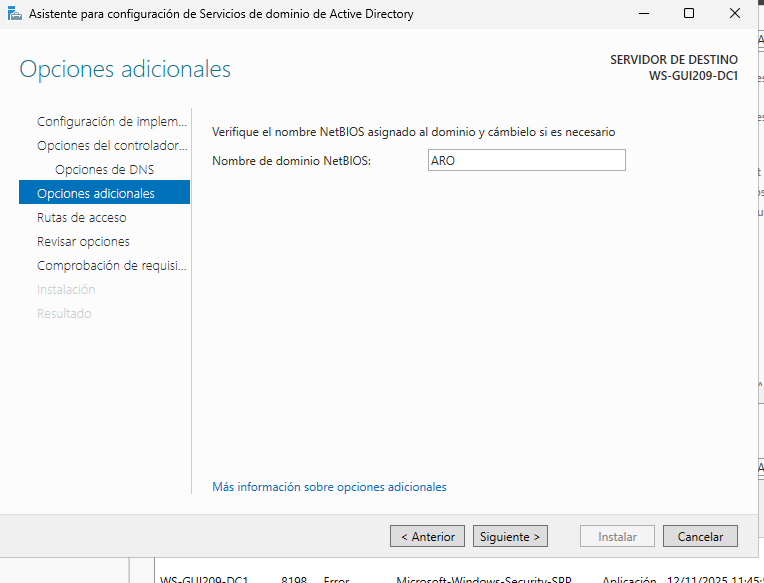 Asistente para configuración de Servicios de dominio de Active Directory
Opciones adicionales
SERVIDOR DE DESTINO
WS-GUI209-DC1
Configuración de implem...
Opciones del controlador...
Opciones de DNS
Opciones adicionales
Rutas de acceso
Revisar opciones
Comprobación de requisi...
Instalación
Resultado
Verifique el nombre NetBIOS asignado al dominio y cámbielo si es necesario
Nombre de dominio NetBIOS:
ARO
Más información sobre opciones adicionales
< Anterior
Siguiente >
Instalar
Cancelar
WS-GUI209-DC1 8198 Error Microsoft-Windows-Security-SPP Aplicación 12/11/2025 11:45: